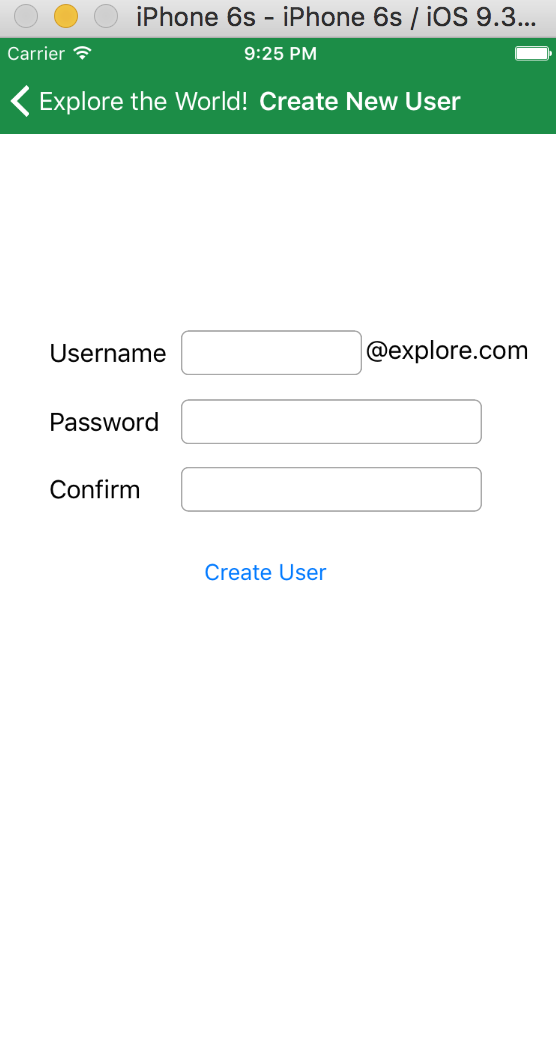 iPhone 6s - iPhone 6s / iOS 9.3...
Carrier 9:25 PM
Explore the World! Create New User
Username @explore.com
Password
Confirm
Create User